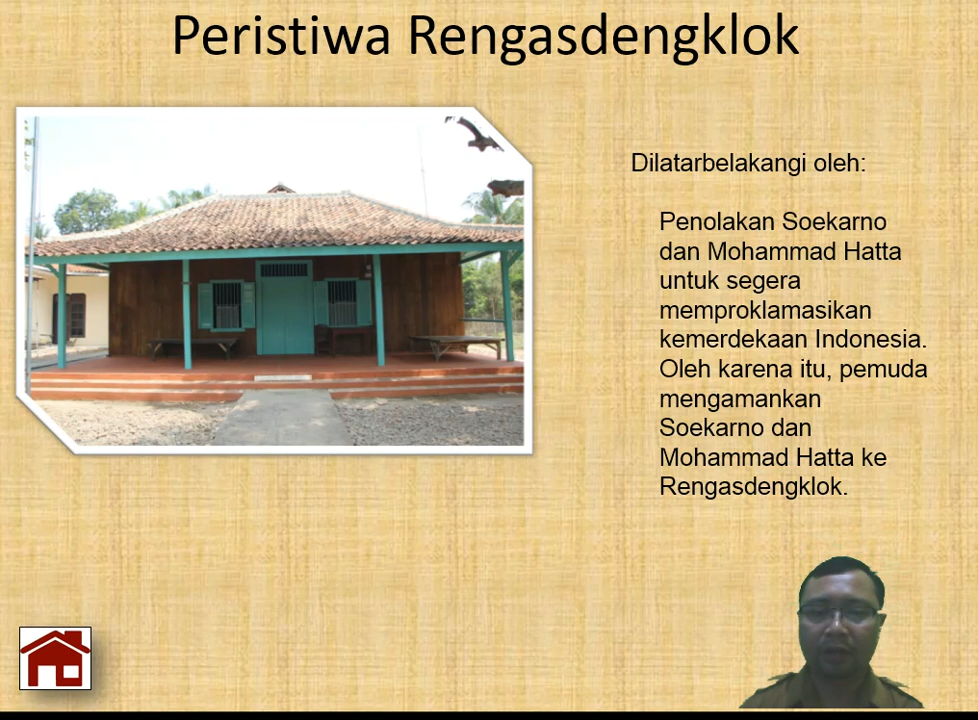 Peristiwa Rengasdengklok
Dilatarbelakangi oleh:
Penolakan Soekarno
dan Mohammad Hatta
untuk segera
memproklamasikan
kemerdekaan Indonesia.
Oleh karena itu, pemuda
mengamankan
Soekarno dan
Mohammad Hatta ke
Rengasdengklok.